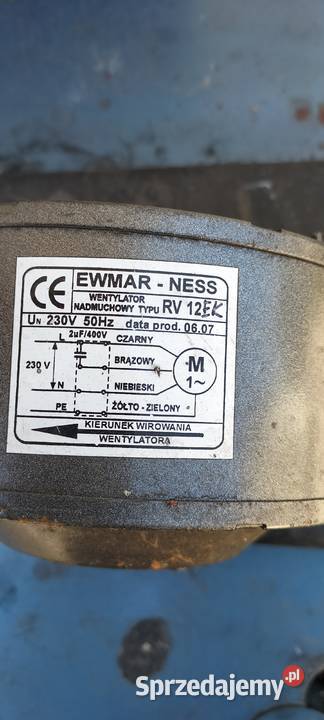 CE EWMAR - NESS
WENTYLATOR
NADMUCHOWY TYPU RV 12EK
UN 230V 50Hz data prod. 06.07
L 2uF/400V CZARNY
BRĄZOWY
230 V
M
1~
N NIEBIESKI
PE ŻÓŁTO - ZIELONY
KIERUNEK WIROWANIA
WENTYLATORA
Sprzedajemy.pl